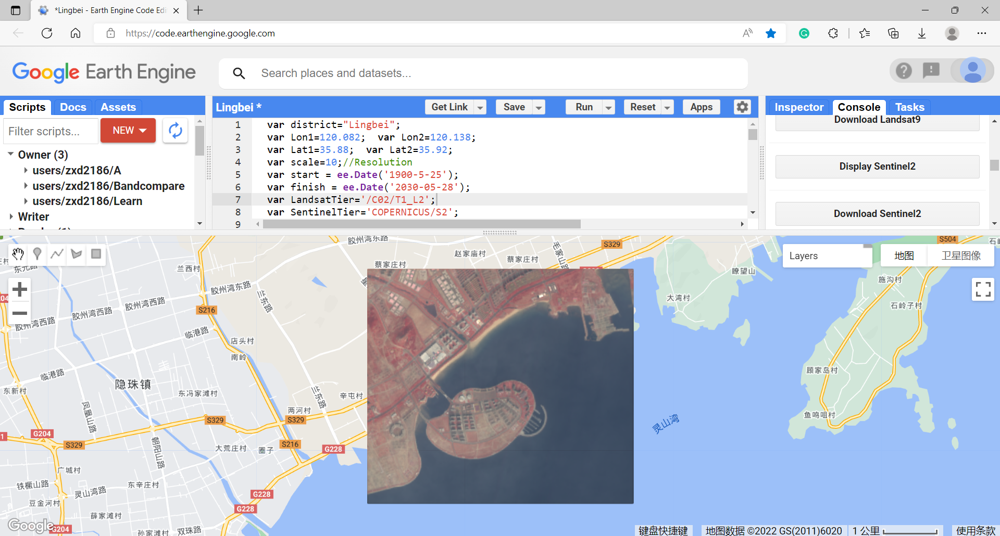 *Lingbei - Earth Engine Code Edi
https://code.earthengine.google.com
Google Earth Engine
Search places and datasets...
Scripts Docs Assets
Filter scripts...
NEW
Owner (3)
users/zxd2186/A
users/zxd2186/Bandcompare
users/zxd2186/Learn
Writer
Lingbei *
Get Link
Save
Run
Reset
Apps
1 var district="Lingbei";
2 var Lon1=120.082;  var Lon2=120.138;
3 var Lat1=35.88;  var Lat2=35.92;
4 var scale=10;//Resolution
5 var start = ee.Date('1900-5-25');
6 var finish = ee.Date('2030-05-28');
7 var LandsatTier='/C02/T1_L2';
8 var SentinelTier='COPERNICUS/S2';
9
Inspector Console Tasks
Download Landsat9
Display Sentinel2
Download Sentinel2
Layers
地图
卫星图像
胶州湾东路
S329
S504
赵家庙村
蔡家庄村
蔡家庄村
毛家山路
兰西村
瞭望山
施沟村
胶州湾东路
兰东路
大湾村
胶州湾西路
石岭子村
S216
胶州湾西路
胶州湾西路
临港路
店头村
南岭
临港路
顾家岛村
隐珠镇
东新村
东冯家滩村
兰东路
辛屯村
凤凰山路
两河村
鱼鸣咀村
S329
S329
灵山湾
G204
S329
朝阳山路
大荒庄村
圈子
S216
G228
广城村
铁橛山路
灵山湾路
东辛庄村
G228
豆金河村
G228
薛家滩村
Google
G204
孙家滩村
双珠路
键盘快捷键
地图数据 ©2022 GS(2011)6020
1 公里
使用条款